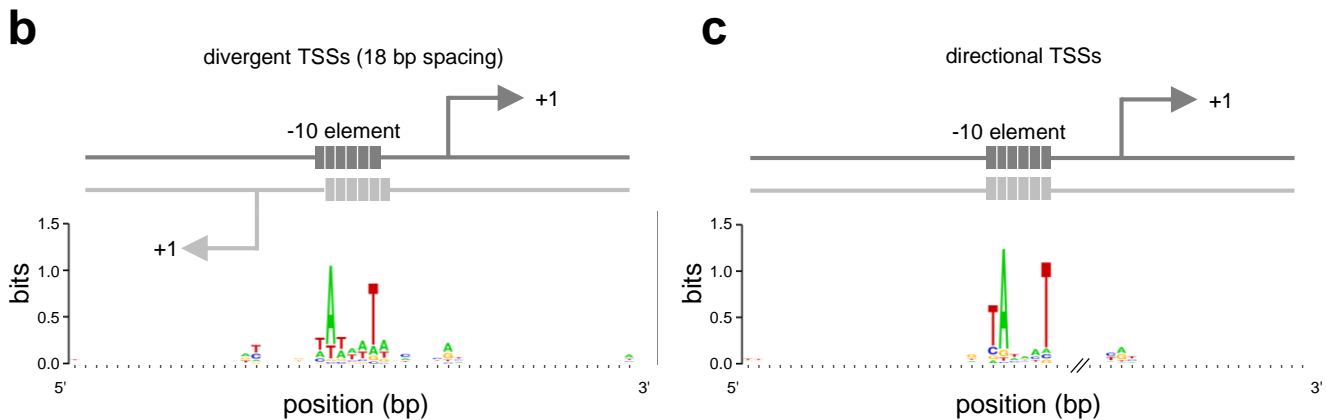 b
divergent TSSs (18 bp spacing)
+1
-10 element
+1
1.5
1.0
0.5
0.0
bits
5'
3'
position (bp)
c
directional TSSs
+1
-10 element
1.5
1.0
0.5
0.0
bits
5'
3'
position (bp)